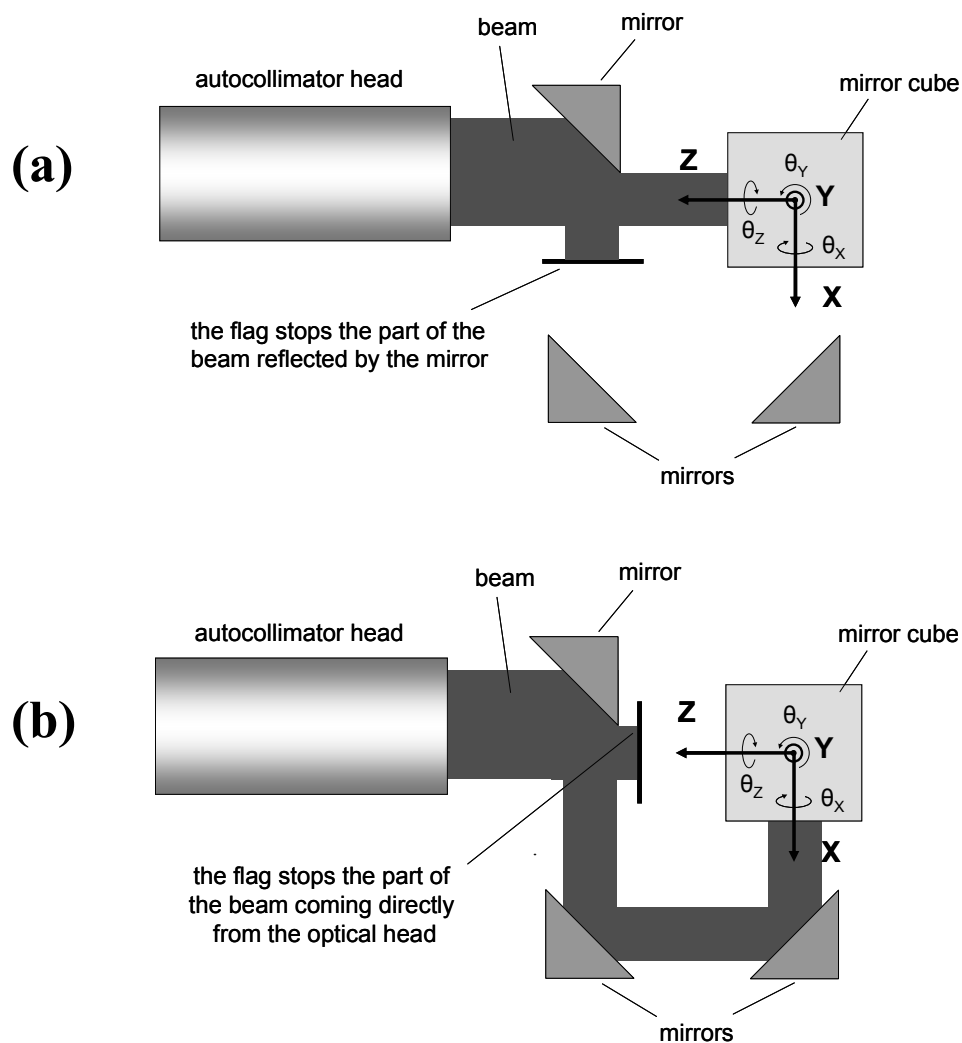 beam
mirror
autocollimator head
mirror cube
(a)
Z
θY
Y
θZ
θX
X
the flag stops the part of the
beam reflected by the mirror
mirrors
beam
mirror
autocollimator head
mirror cube
(b)
Z
θY
Y
θZ
θX
X
the flag stops the part of
the beam coming directly
from the optical head
mirrors